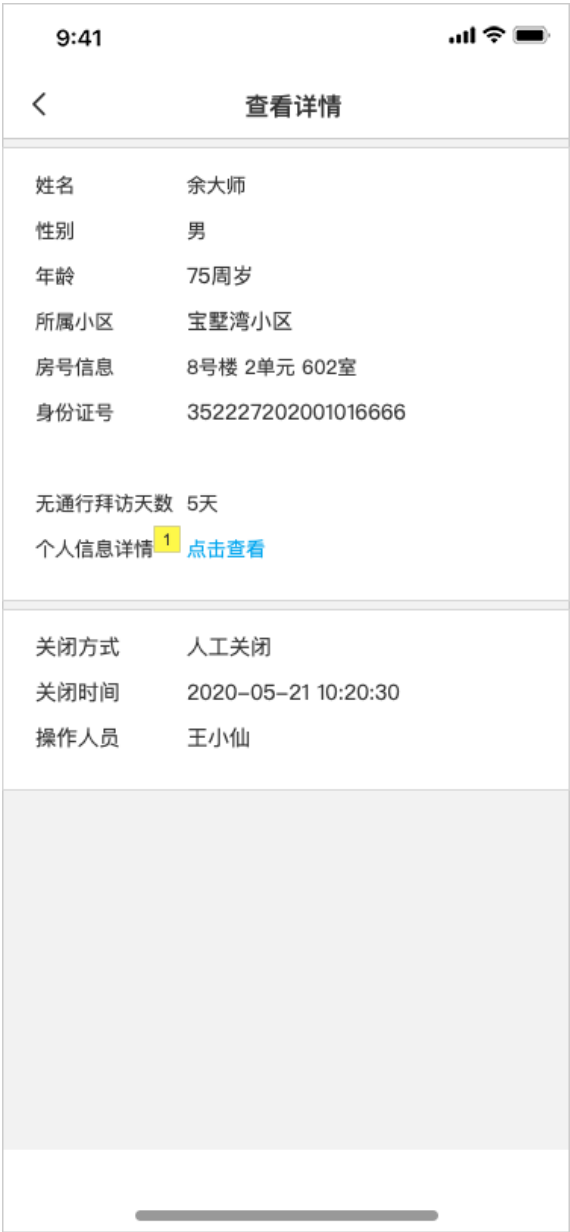 9:41
查看详情
姓名 余大师
性别 男
年龄 75周岁
所属小区 宝墅湾小区
房号信息 8号楼 2单元 602室
身份证号 352227202001016666
无通行拜访天数 5天
个人信息详情 1 点击查看
关闭方式 人工关闭
关闭时间 2020-05-21 10:20:30
操作人员 王小仙